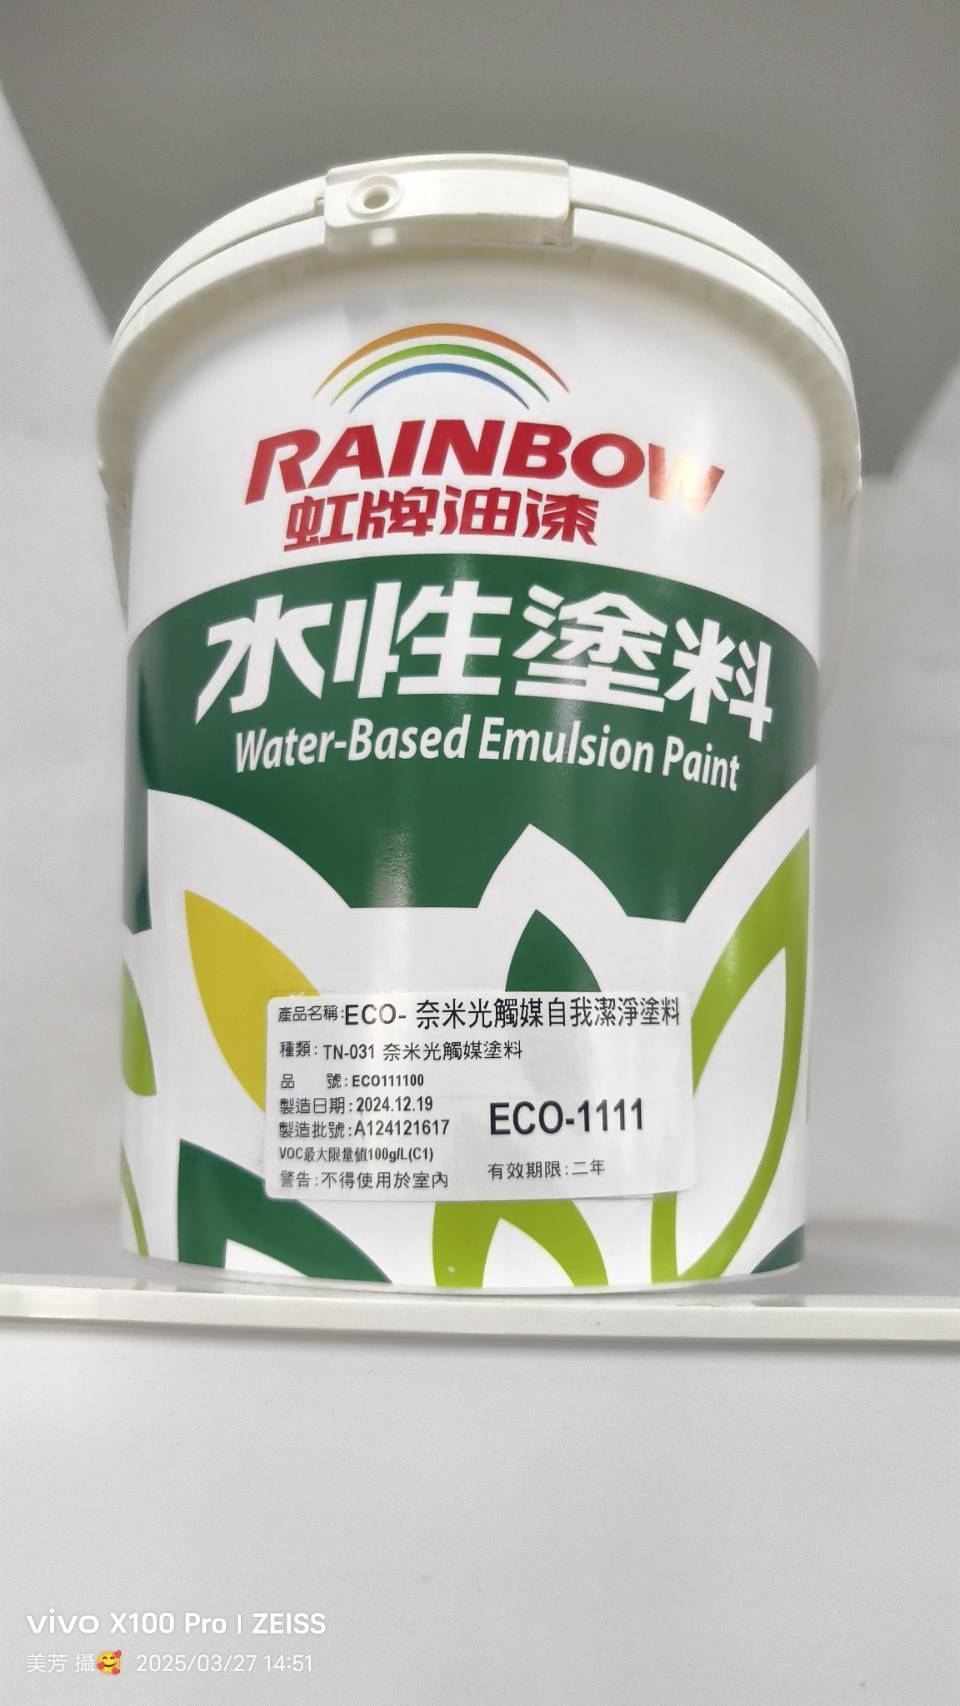 RAINBOW
虹牌油漆
水性塗料
Water-Based Emulsion Paint
產品名稱:ECO- 奈米光觸媒自我潔淨塗料
種類: TN-031 奈米光觸媒塗料
品 號: ECO111100
製造日期: 2024.12.19
製造批號: A124121617
ECO-1111
VOC最大限量值100g/L(C1)
警告:不得使用於室內
有效期限:二年
vivo X100 Pro | ZEISS
美芳 攝🥰 2025/03/27 14:51